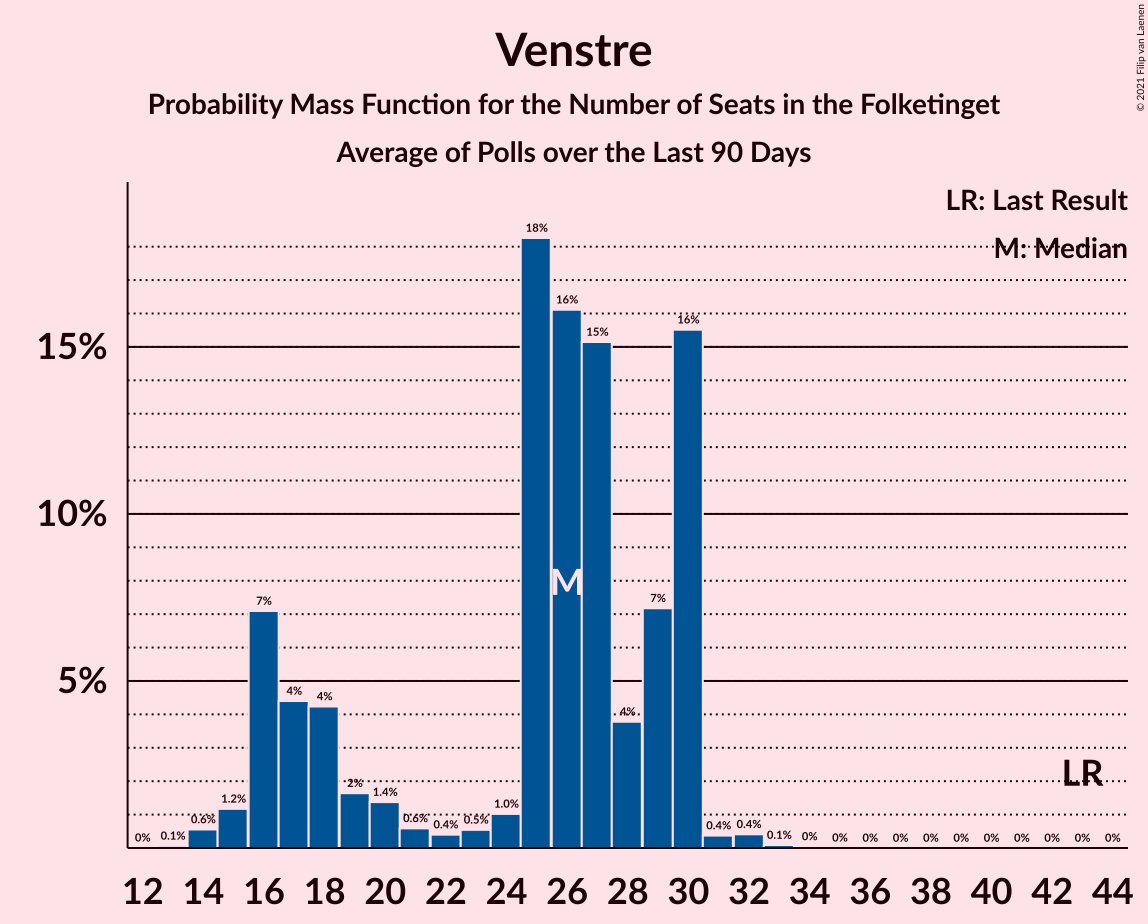 Venstre
Probability Mass Function for the Number of Seats in the Folketinget
Average of Polls over the Last 90 Days
© 2021 Filip van Laenen
LR: Last Result
M: Median
15%
10%
5%
0% 0.1% 0.6% 1.2% 7% 4% 4% 2% 1.4% 0.6% 0.4% 0.5% 1.0% 18% 16% 15% 4% 7% 16% 0.4% 0.4% 0.1% 0% 0% 0% 0% 0% 0% 0% 0% 0% 0% 0%
M
LR
12 14 16 18 20 22 24 26 28 30 32 34 36 38 40 42 44